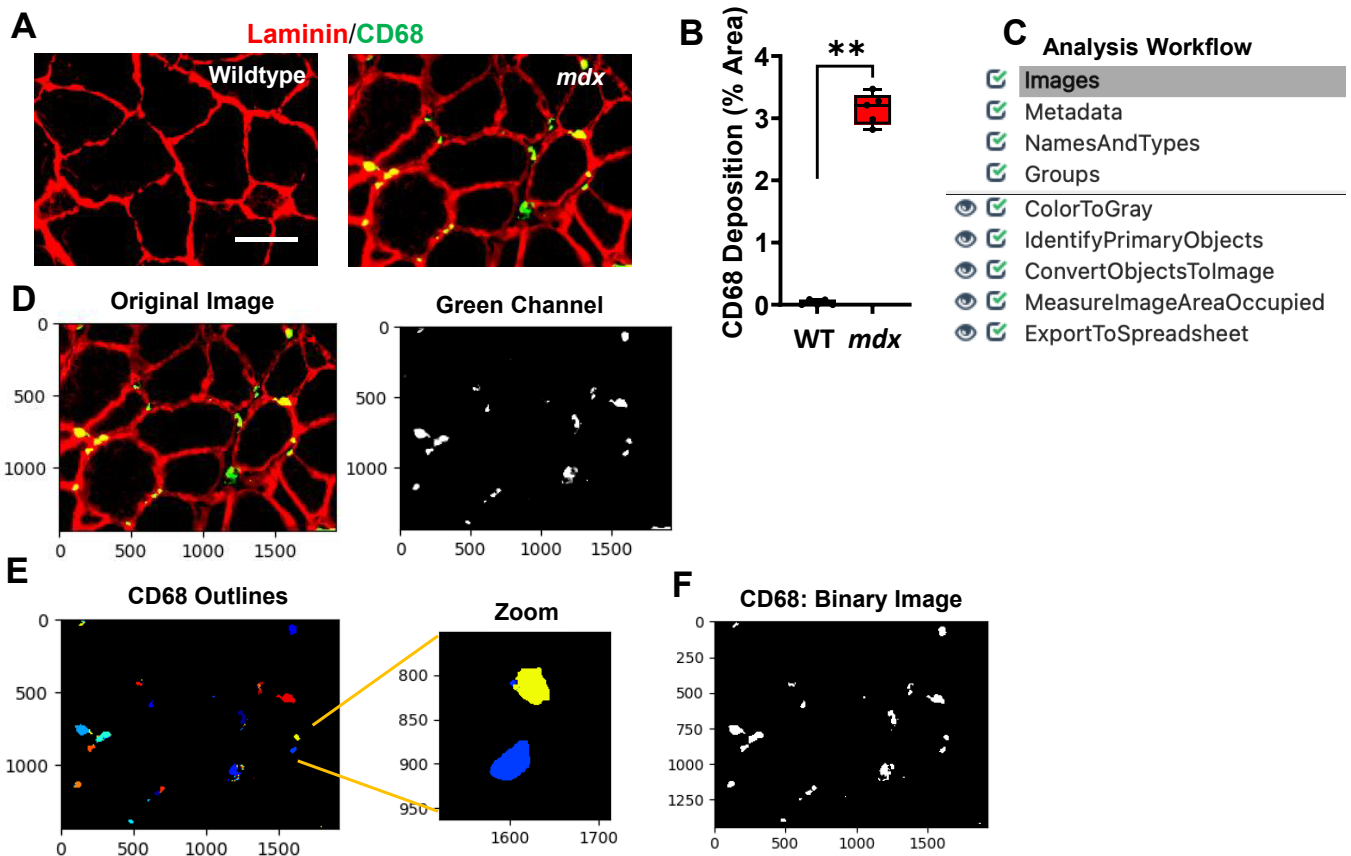 A
Laminin/CD68
Wildtype
mdx
B
CD68 Deposition (% Area)
**
4
3
2
1
0
WT mdx
C
Analysis Workflow
Images
Metadata
NamesAndTypes
Groups
ColorToGray
IdentifyPrimaryObjects
ConvertObjectsToImage
MeasureImageAreaOccupied
ExportToSpreadsheet
D
Original Image
0
500
1000
0 500 1000 1500
Green Channel
0
500
1000
0 500 1000 1500
E
CD68 Outlines
0
500
1000
0 500 1000 1500
Zoom
800
850
900
950
1600 1700
F
CD68: Binary Image
0
250
500
750
1000
1250
0 500 1000 1500